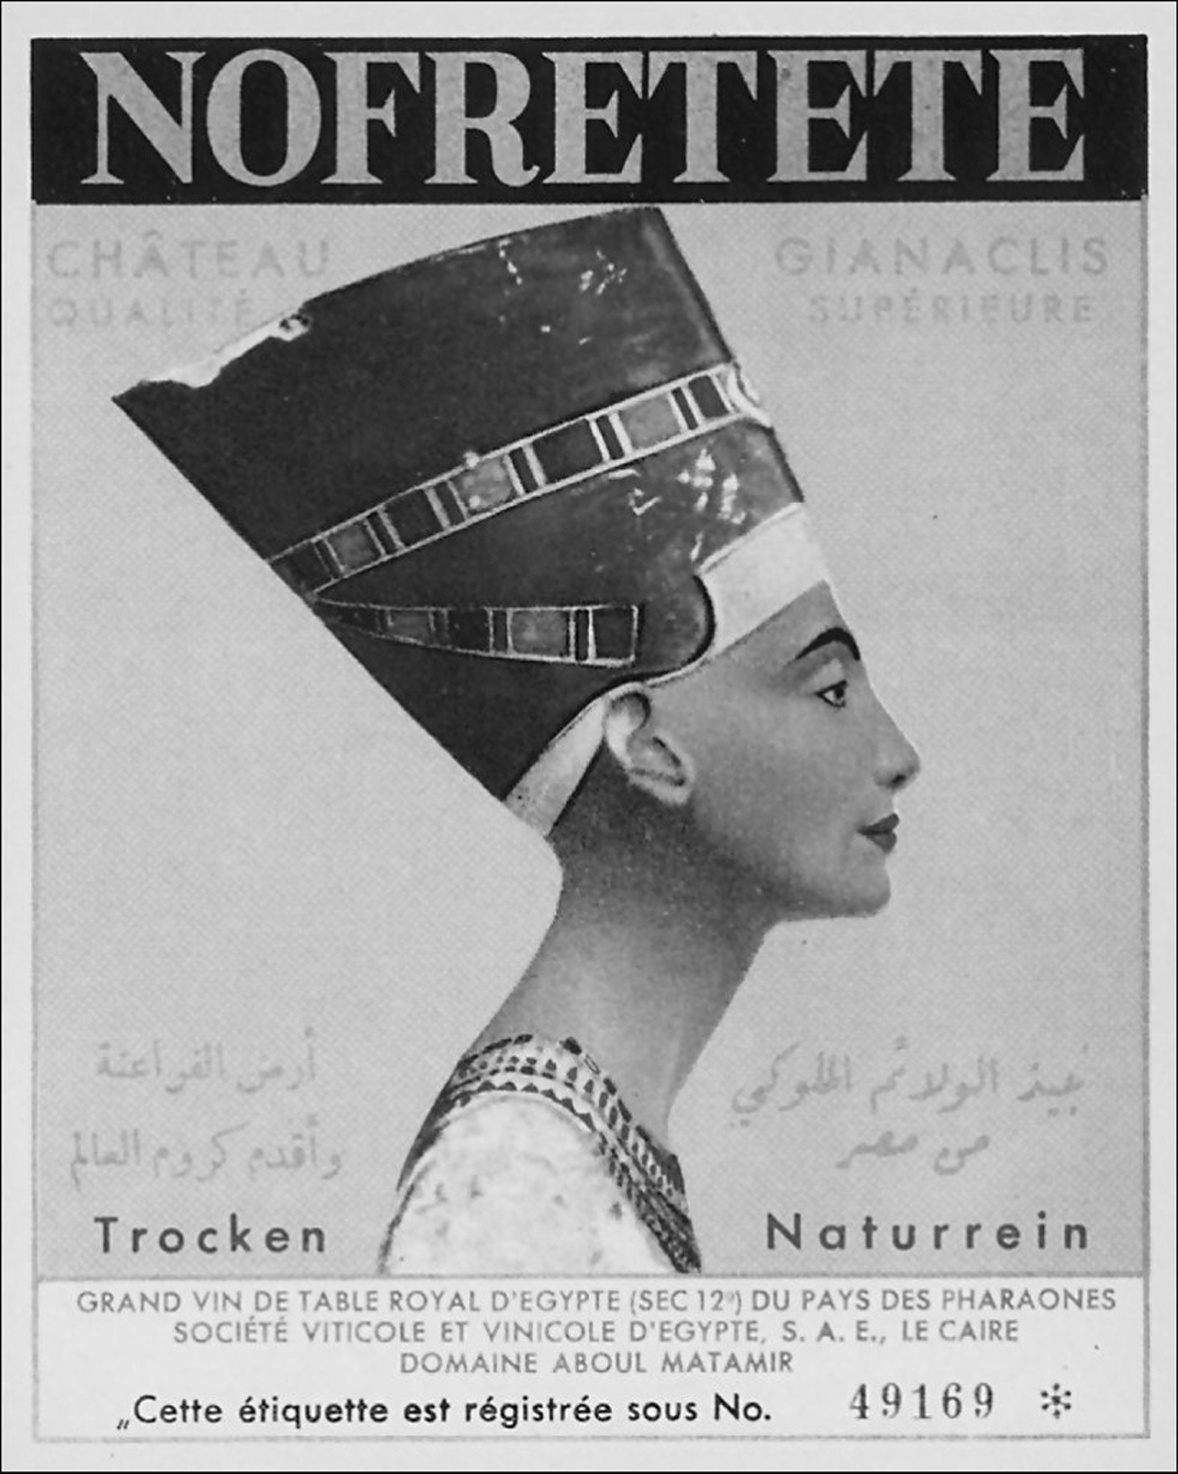 NOFRETETE
CHÂTEAU GIANACLIS
QUALITÉ SUPÉRIEURE
أرض الفراعنة
وأقدم كروم العالم
نبيذ الولائم الملوكي
من مصر
Trocken Naturrein
GRAND VIN DE TABLE ROYAL D'EGYPTE (SEC 12°) DU PAYS DES PHARAONES
SOCIÉTÉ VITICOLE ET VINICOLE D'EGYPTE, S. A. E., LE CAIRE
DOMAINE ABOUL MATAMIR
„Cette étiquette est régistrée sous No. 49169 *